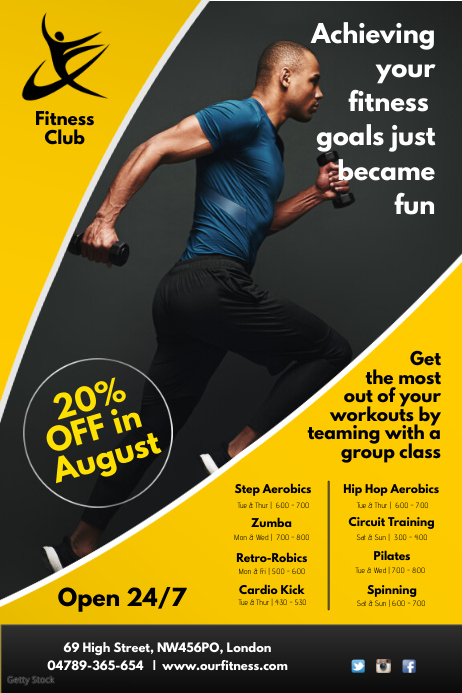 Achieving
your
fitness
goals just
became
fun
Fitness
Club
20%
OFF in
August
Get
the most
out of your
workouts by
teaming with a
group class
Step Aerobics
Tue & Thur | 6:00 - 7:00
Zumba
Mon & Wed | 7:00 - 8:00
Retro-Robics
Mon & Fri | 5:00 - 6:00
Cardio Kick
Tue & Thur | 4:30 - 5:30
Hip Hop Aerobics
Tue & Thur | 6:00 - 7:00
Circuit Training
Sat & Sun | 3:00 - 4:00
Pilates
Tue & Wed | 7:00 - 8:00
Spinning
Sat & Sun | 6:00 - 7:00
Open 24/7
69 High Street, NW456PO, London
04789-365-654 | www.ourfitness.com
Getty Stock